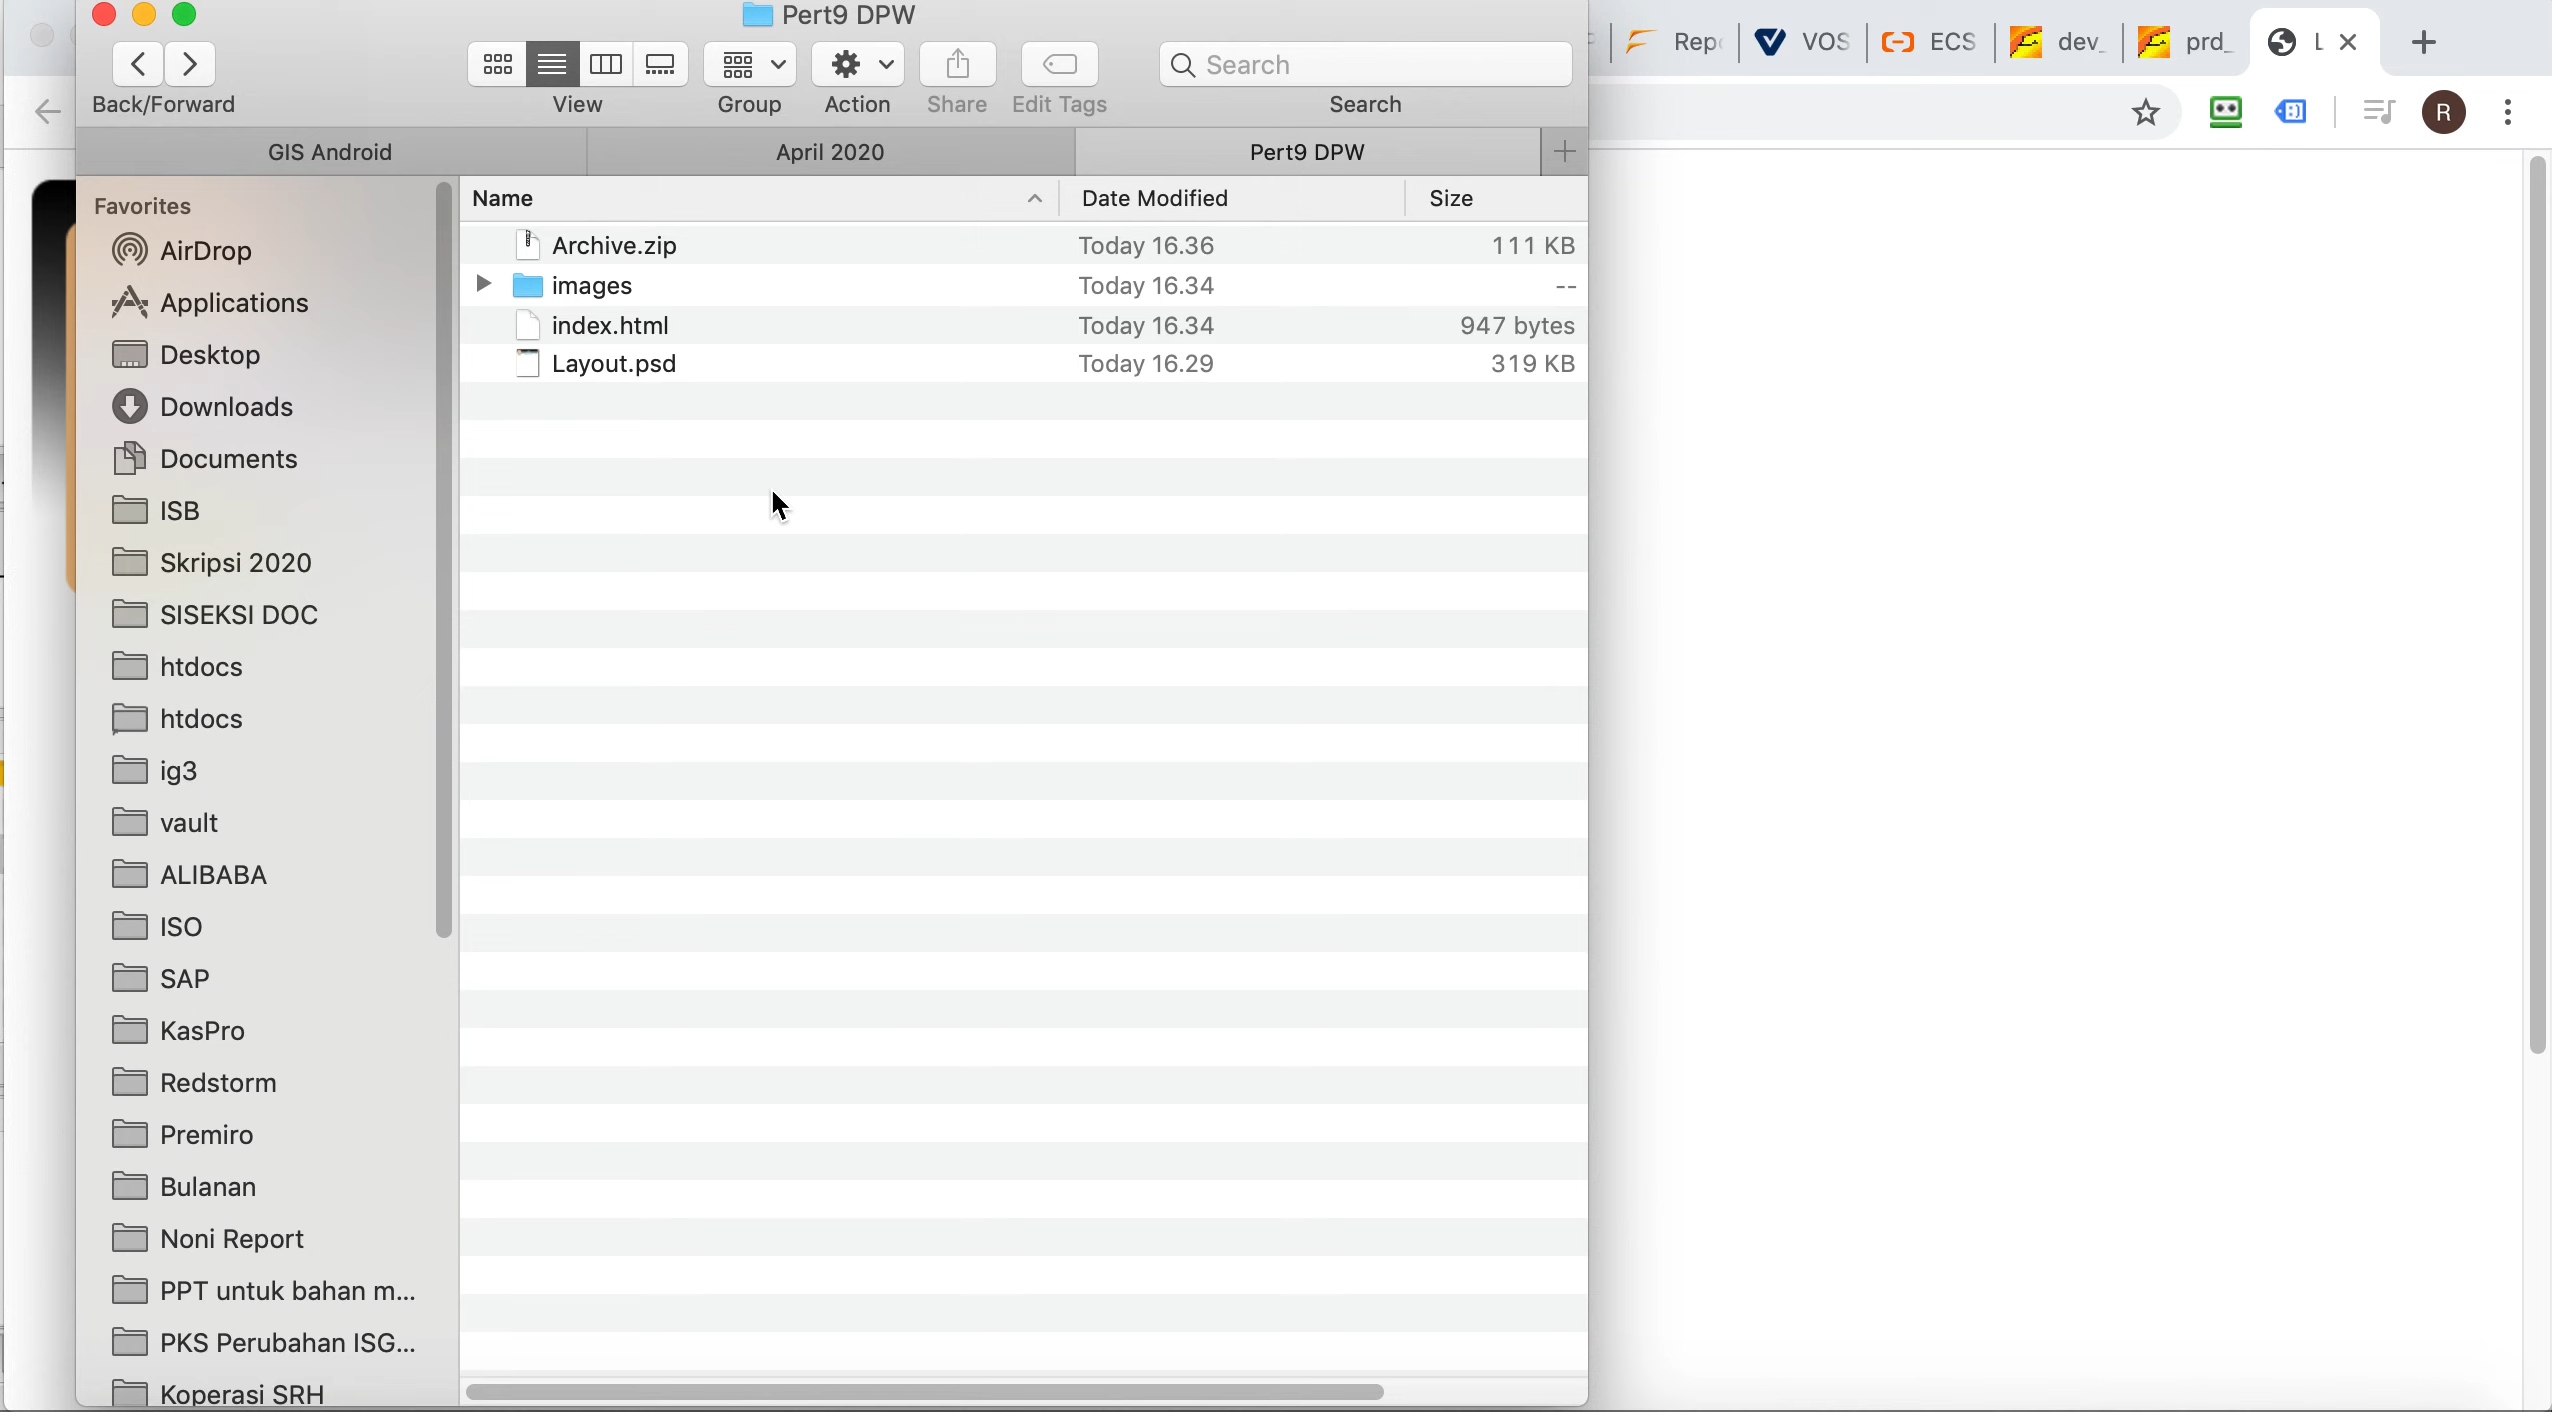 Pert9 DPW
Rep
VOS
ECS
dev_
prd_
L
Search
R
Back/Forward
View
Group
Action
Share
Edit Tags
Search
GIS Android
April 2020
Pert9 DPW
Favorites
AirDrop
Applications
Desktop
Downloads
Documents
ISB
Skripsi 2020
SISEKSI DOC
htdocs
htdocs
ig3
vault
ALIBABA
ISO
SAP
KasPro
Redstorm
Premiro
Bulanan
Noni Report
PPT untuk bahan m...
PKS Perubahan ISG...
Koperasi SRH
Name Date Modified Size
Archive.zip Today 16.36 111 KB
images Today 16.34 --
index.html Today 16.34 947 bytes
Layout.psd Today 16.29 319 KB